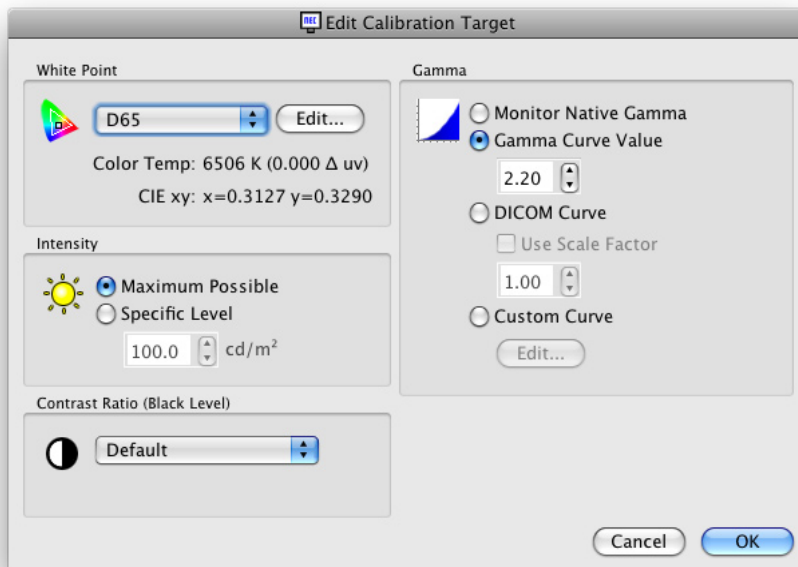 NEC Edit Calibration Target
White Point
D65
Edit...
Color Temp: 6506 K (0.000 Δ uv)
CIE xy: x=0.3127 y=0.3290
Intensity
Maximum Possible
Specific Level
100.0 cd/m²
Contrast Ratio (Black Level)
Default
Gamma
Monitor Native Gamma
Gamma Curve Value
2.20
DICOM Curve
Use Scale Factor
1.00
Custom Curve
Edit...
Cancel
OK